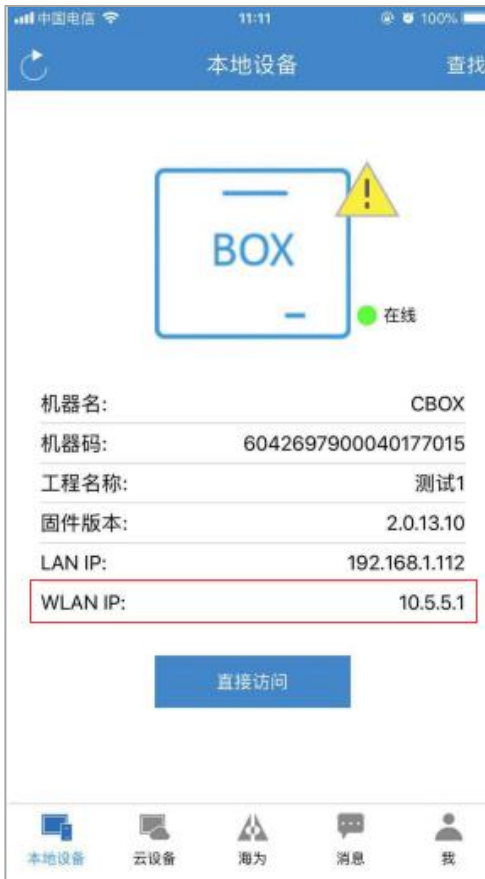 中国电信 11:11 100%
本地设备 查找
BOX
在线
机器名: CBOX
机器码: 6042697900040177015
工程名称: 测试1
固件版本: 2.0.13.10
LAN IP: 192.168.1.112
WLAN IP: 10.5.5.1
直接访问
本地设备 云设备 海为 消息 我